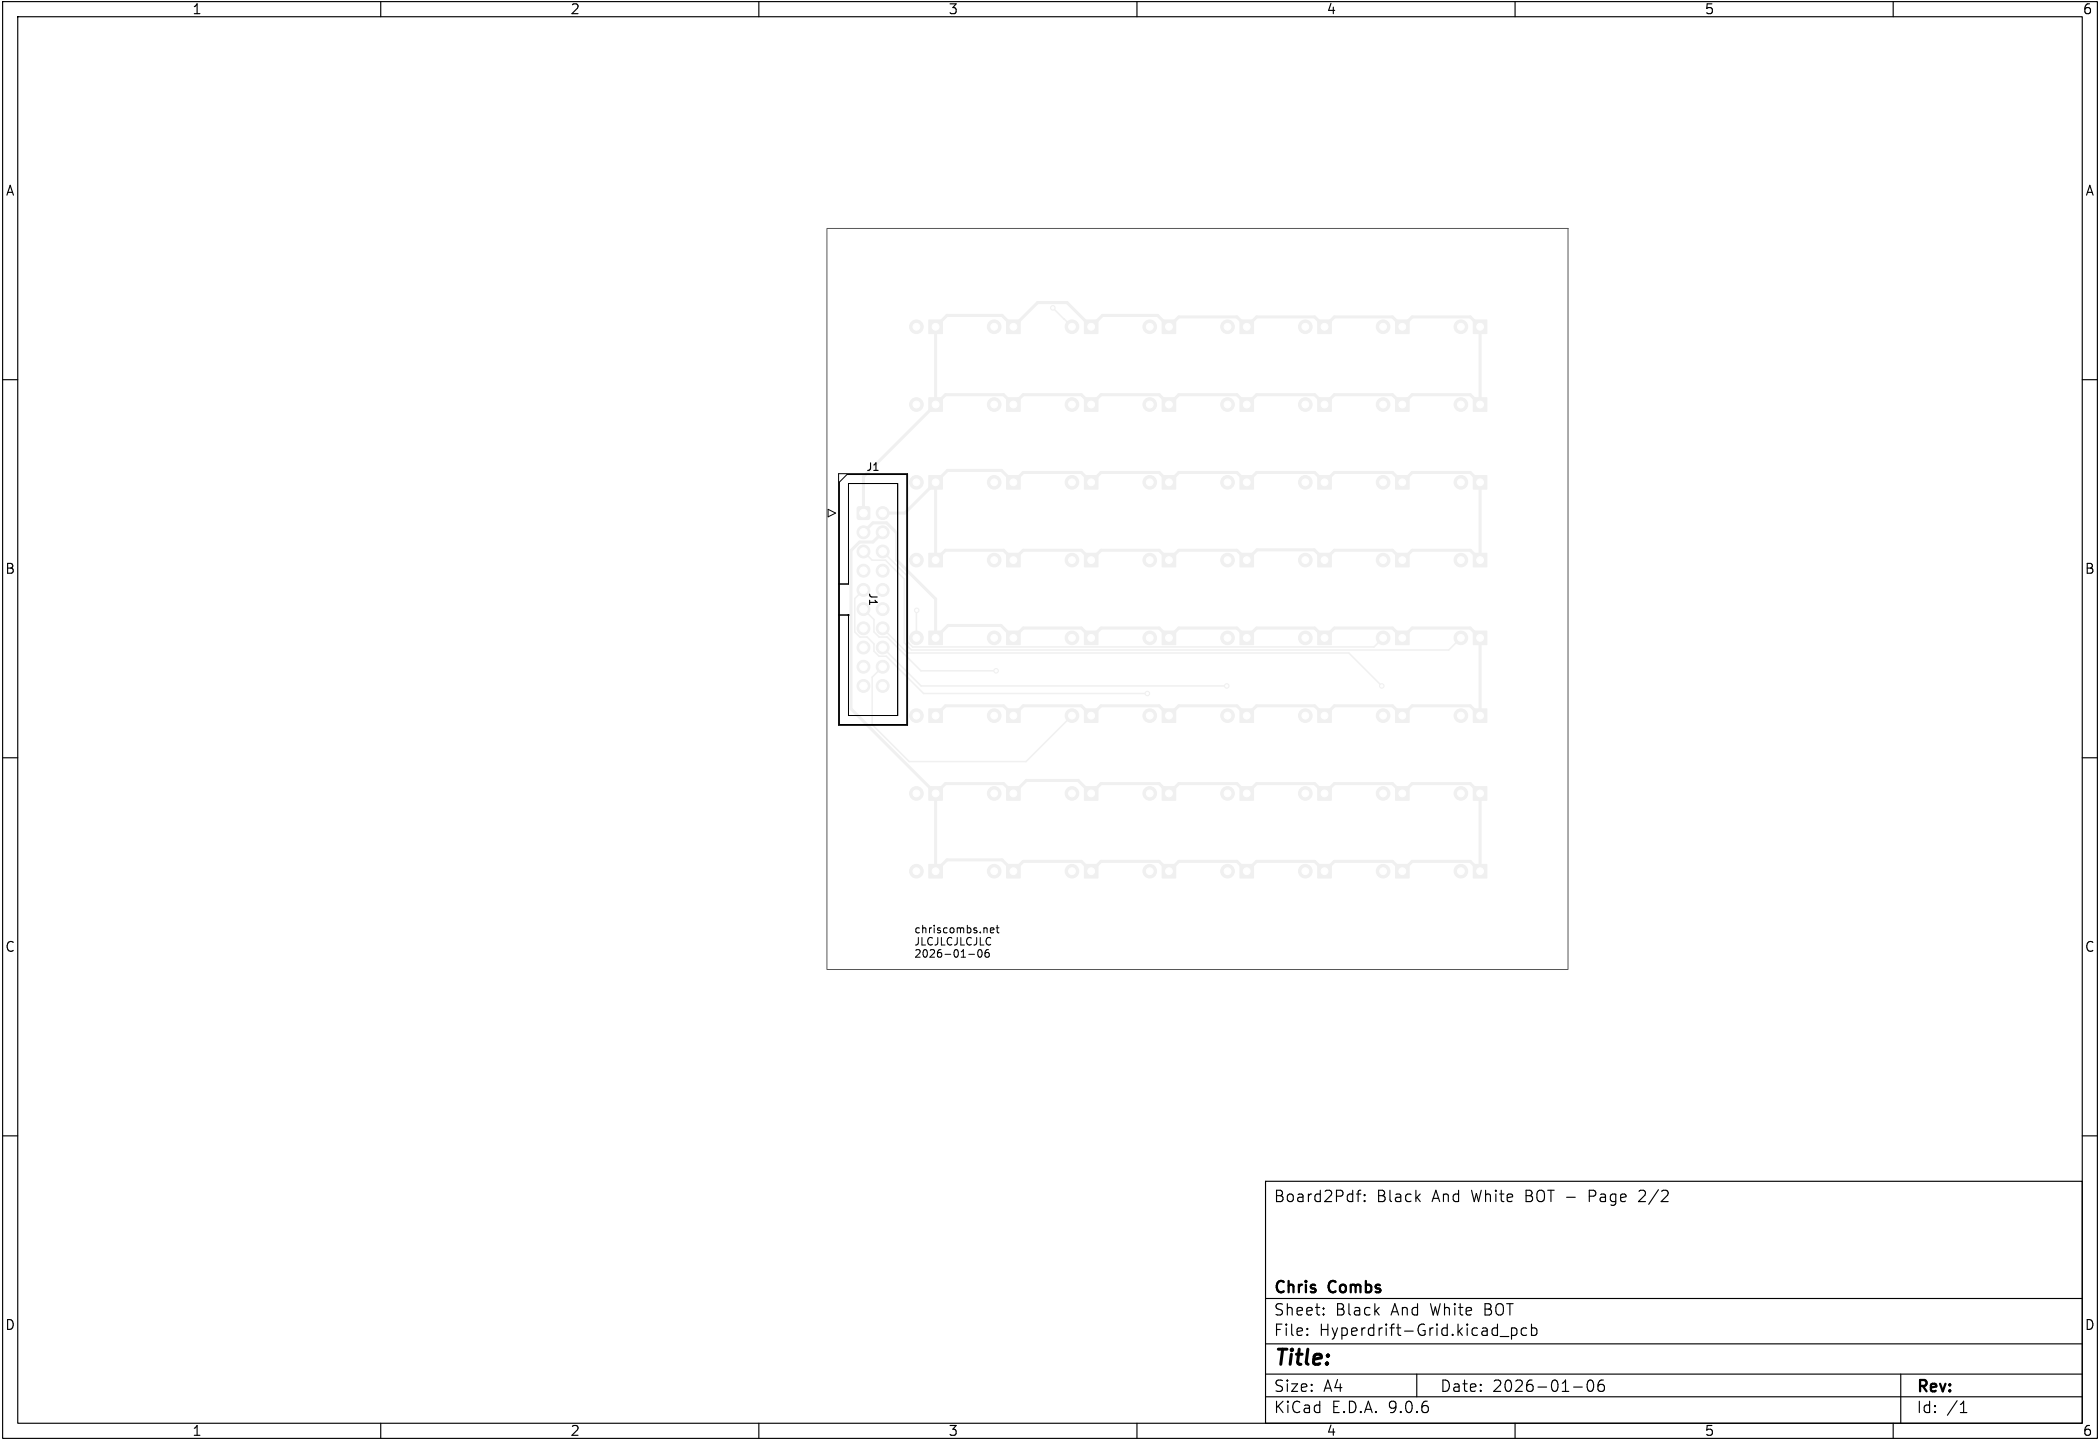 1 2 3 4 5 6
A A
B B
C C
D D
J1
J1
chriscombs.net
JLCJLCJLCJLC
2026-01-06
Board2Pdf: Black And White BOT - Page 2/2
Chris Combs
Sheet: Black And White BOT
File: Hyperdrift-Grid.kicad_pcb
Title:
Size: A4 Date: 2026-01-06 Rev:
KiCad E.D.A. 9.0.6 Id: /1
1 2 3 4 5 6